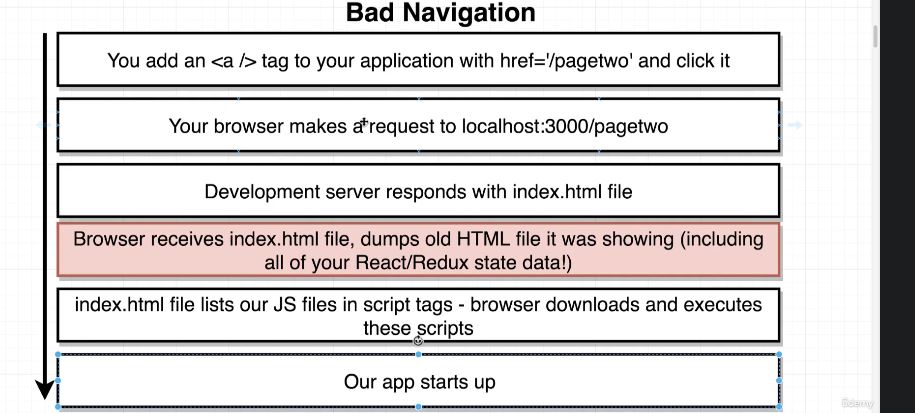 Bad Navigation
You add an <a /> tag to your application with href='/pagetwo' and click it
Your browser makes a request to localhost:3000/pagetwo
Development server responds with index.html file
Browser receives index.html file, dumps old HTML file it was showing (including
all of your React/Redux state data!)
index.html file lists our JS files in script tags - browser downloads and executes
these scripts
Our app starts up
Udemy